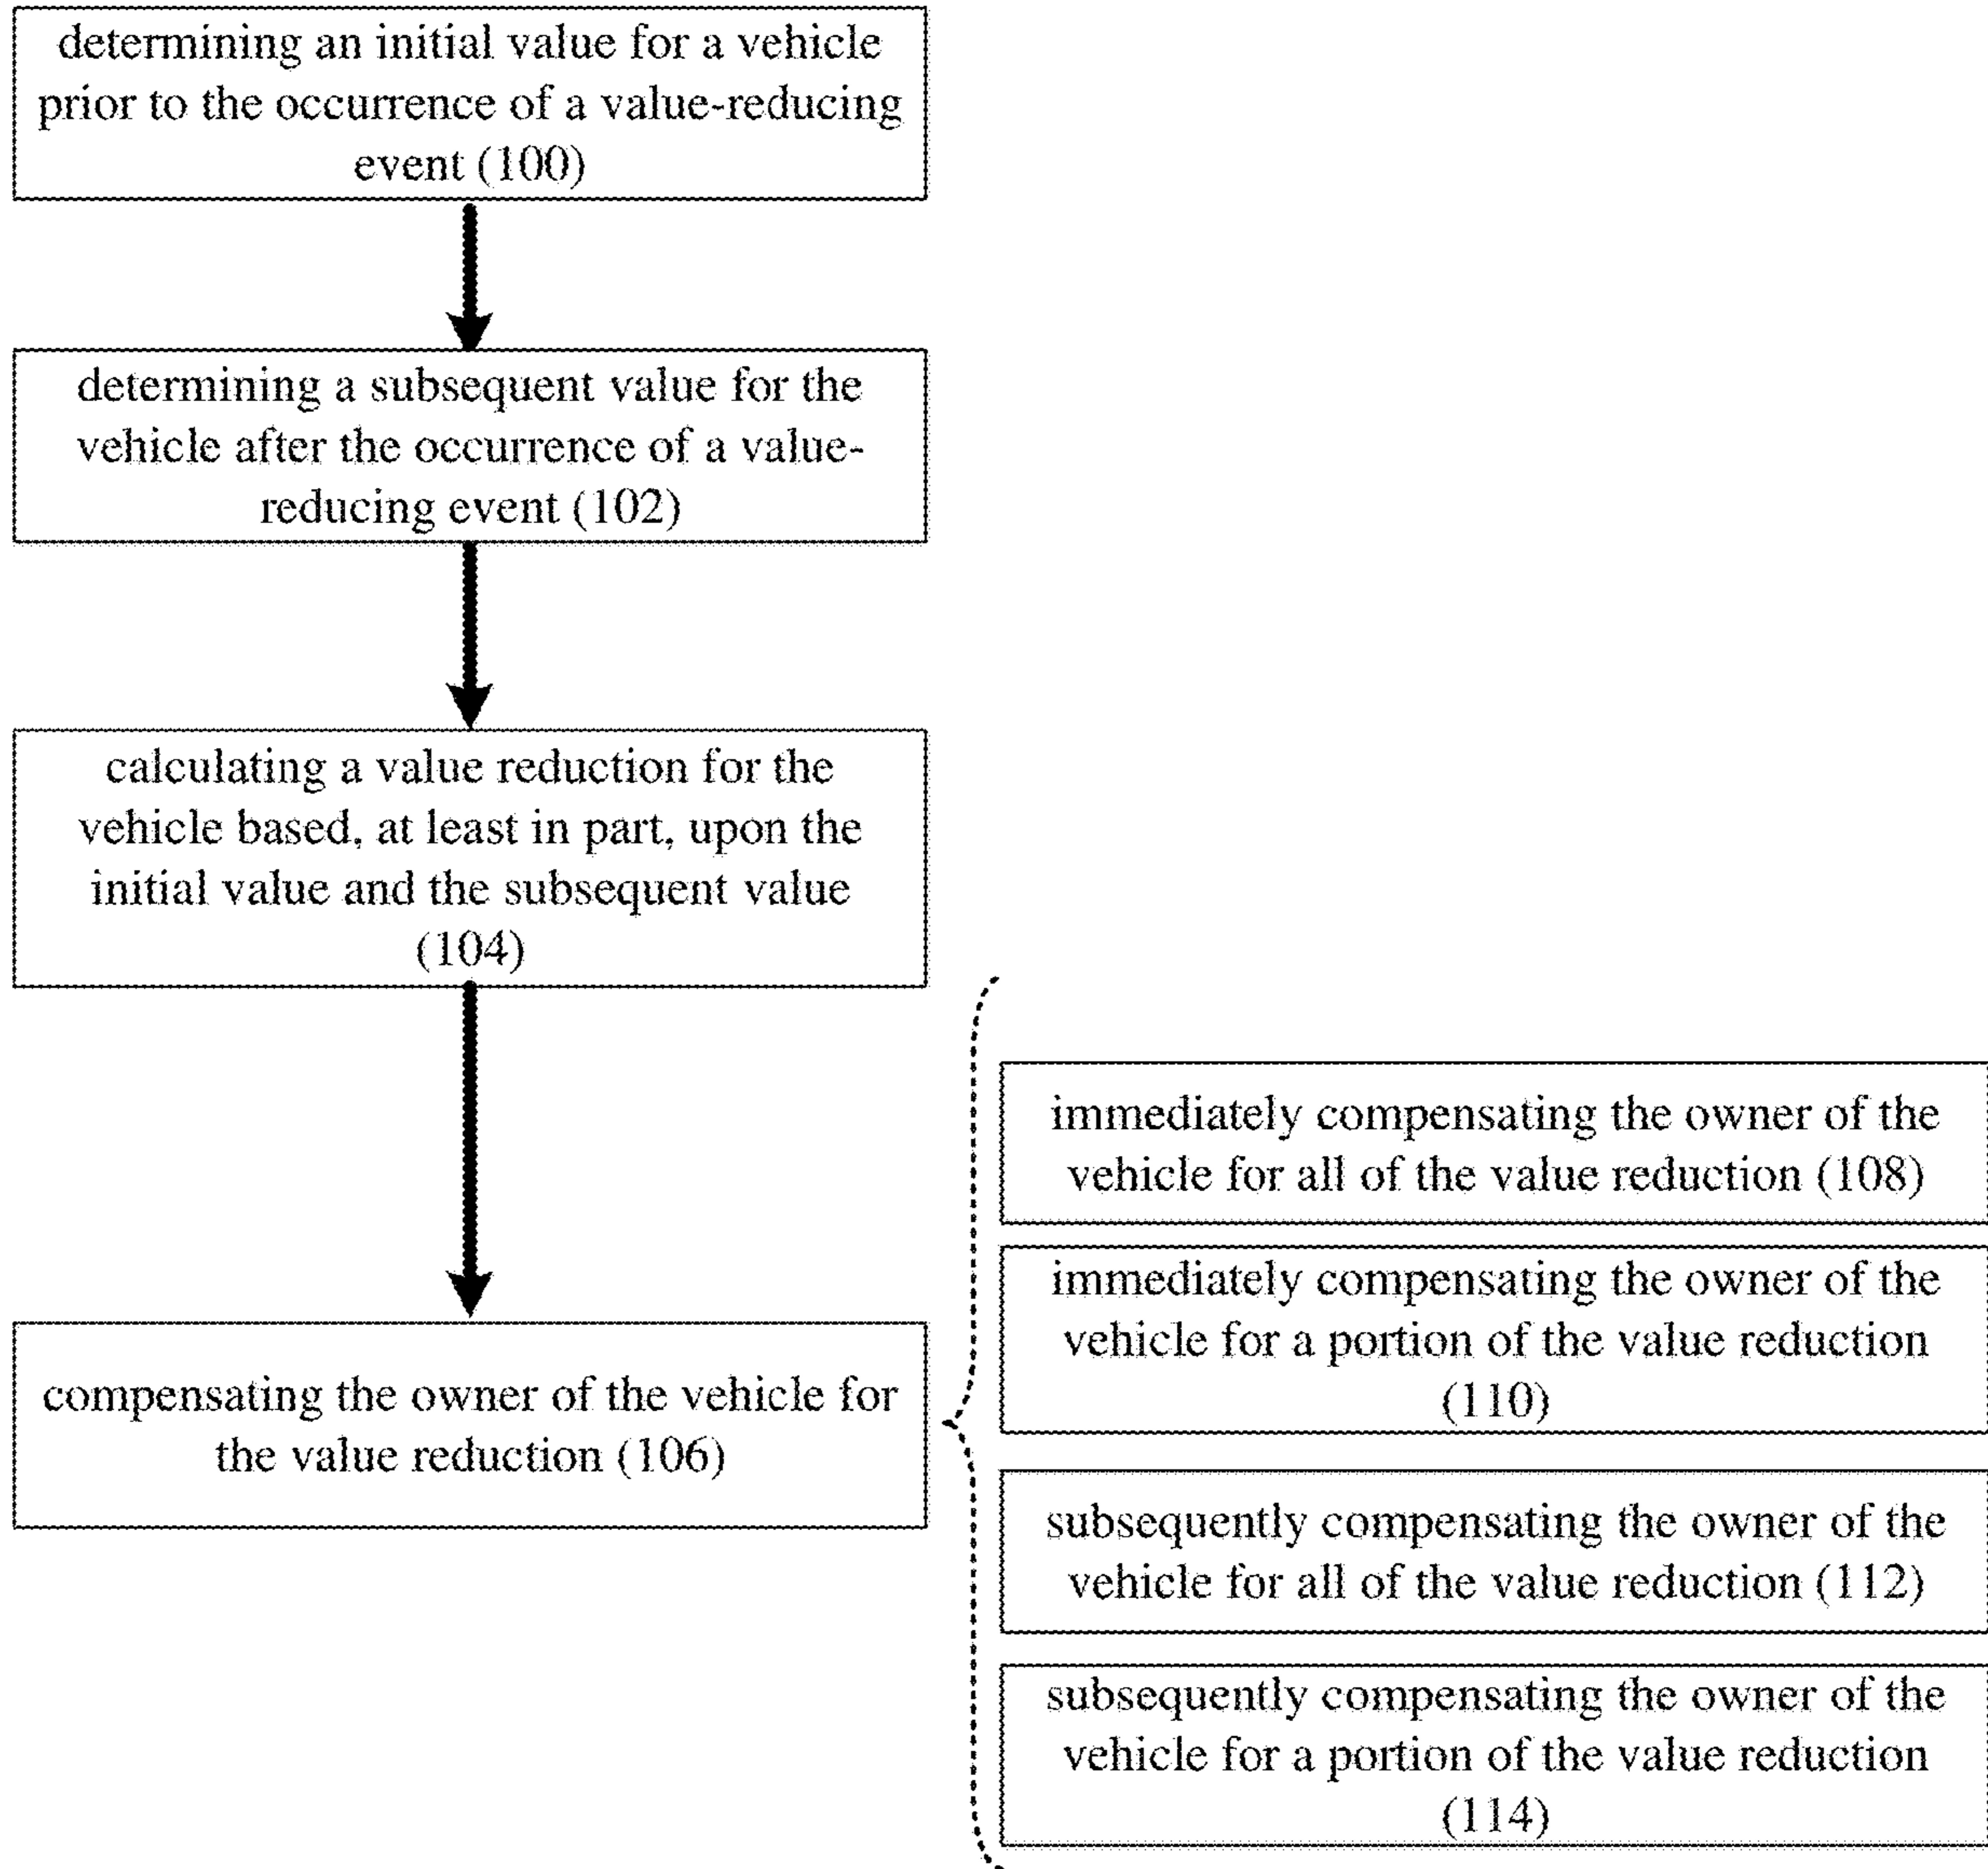 determining an initial value for a vehicle
prior to the occurrence of a value-reducing
event (100)
determining a subsequent value for the
vehicle after the occurrence of a value-
reducing event (102)
calculating a value reduction for the
vehicle based, at least in part, upon the
initial value and the subsequent value
(104)
compensating the owner of the vehicle for
the value reduction (106)
immediately compensating the owner of the
vehicle for all of the value reduction (108)
immediately compensating the owner of the
vehicle for a portion of the value reduction
(110)
subsequently compensating the owner of the
vehicle for all of the value reduction (112)
subsequently compensating the owner of the
vehicle for a portion of the value reduction
(114)